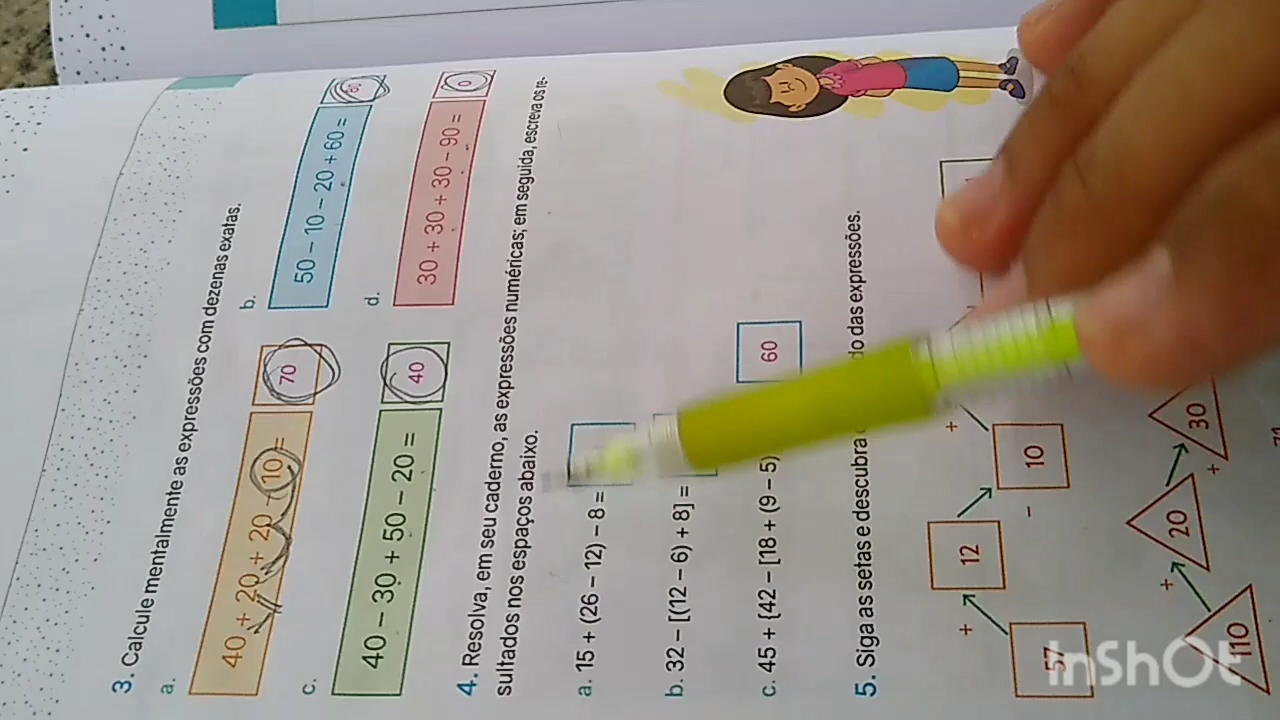 3. Calcule mentalmente as expressões com dezenas exatas.
a. 40 + 20 + 20 - 10 = 70
b. 50 - 10 - 20 + 60 =
c. 40 - 30 + 50 - 20 = 40
d. 30 + 30 + 30 - 90 = 0
4. Resolva, em seu caderno, as expressões numéricas; em seguida, escreva os re-
sultados nos espaços abaixo.
a. 15 + (26 - 12) - 8 =
b. 32 - [(12 - 6) + 8] =
c. 45 + {42 - [18 + (9 - 5) 60
5. Siga as setas e descubra do das expressões.
57 + 12 - 10 +
110 + 20 + 30
InShOt